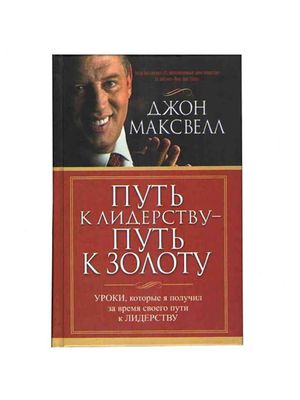 ДЖОН
МАКСВЕЛЛ
ПУТЬ
К ЛИДЕРСТВУ–
ПУТЬ
К ЗОЛОТУ
УРОКИ, которые я получил
за время своего пути
к ЛИДЕРСТВУ